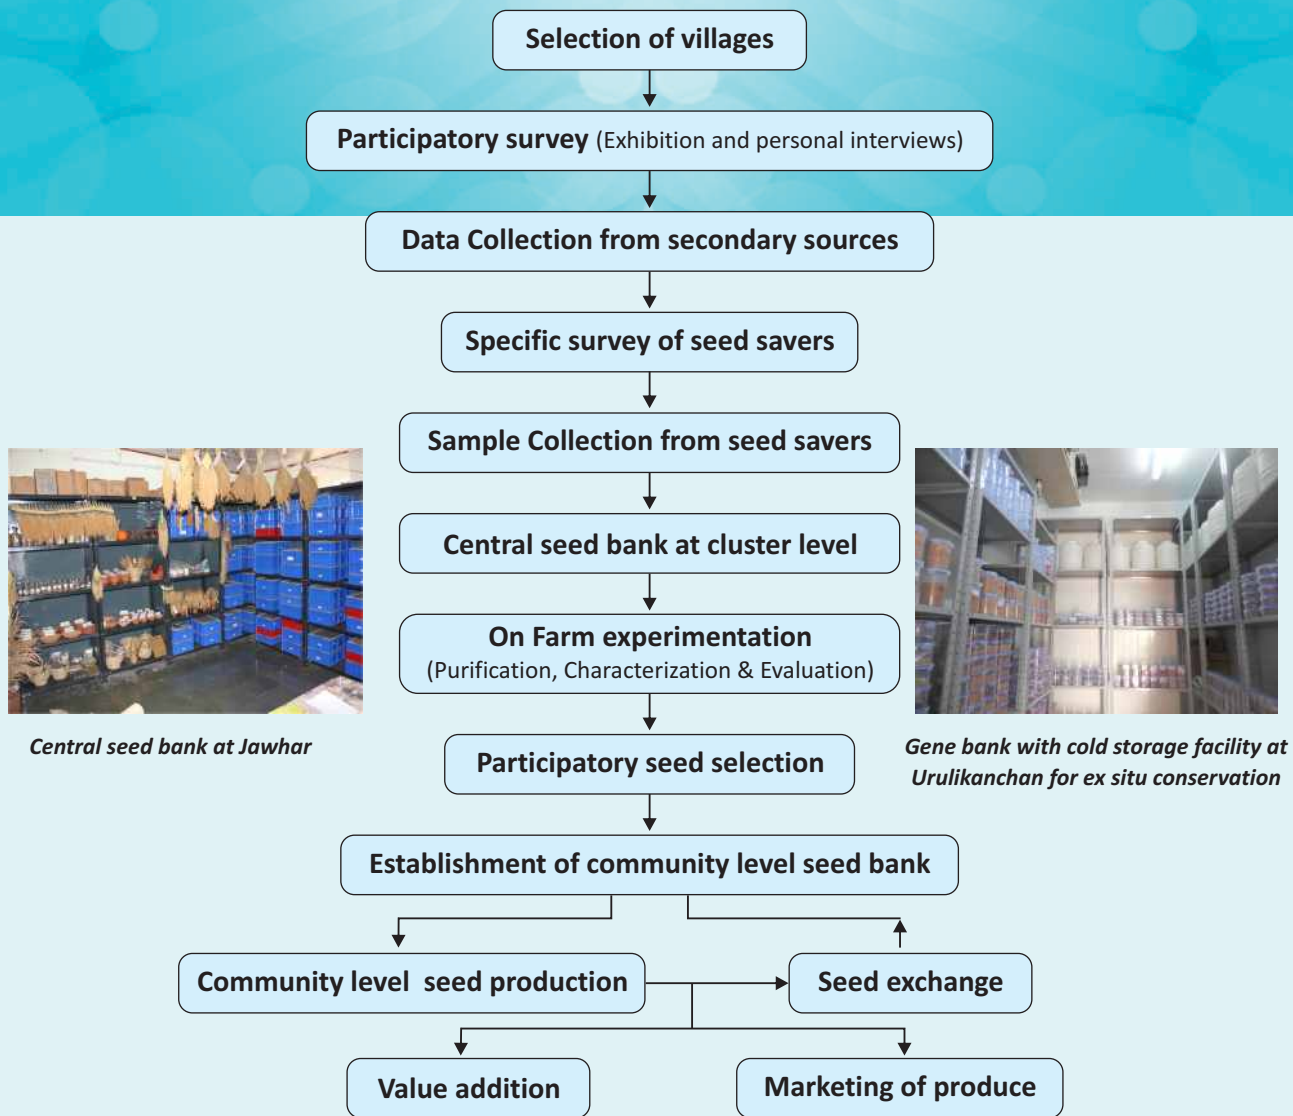 Selection of villages
Participatory survey (Exhibition and personal interviews)
Data Collection from secondary sources
Specific survey of seed savers
Sample Collection from seed savers
Central seed bank at cluster level
On Farm experimentation
(Purification, Characterization & Evaluation)
Central seed bank at Jawhar
Gene bank with cold storage facility at
Urulikanchan for ex situ conservation
Participatory seed selection
Establishment of community level seed bank
Community level seed production
Seed exchange
Value addition
Marketing of produce